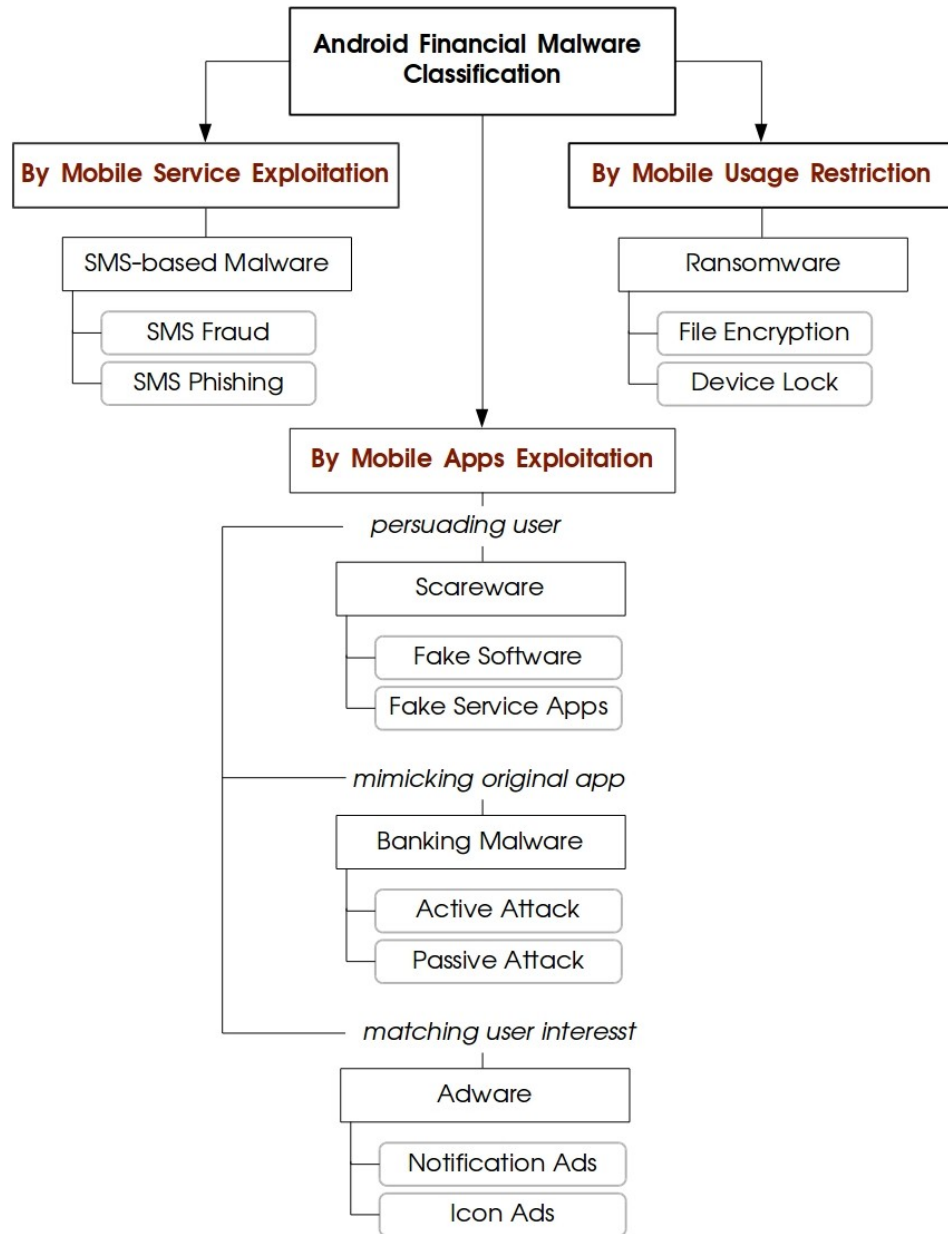 Android Financial Malware
Classification
By Mobile Service Exploitation
By Mobile Usage Restriction
SMS-based Malware
Ransomware
SMS Fraud
File Encryption
SMS Phishing
Device Lock
By Mobile Apps Exploitation
persuading user
Scareware
Fake Software
Fake Service Apps
mimicking original app
Banking Malware
Active Attack
Passive Attack
matching user interesst
Adware
Notification Ads
Icon Ads